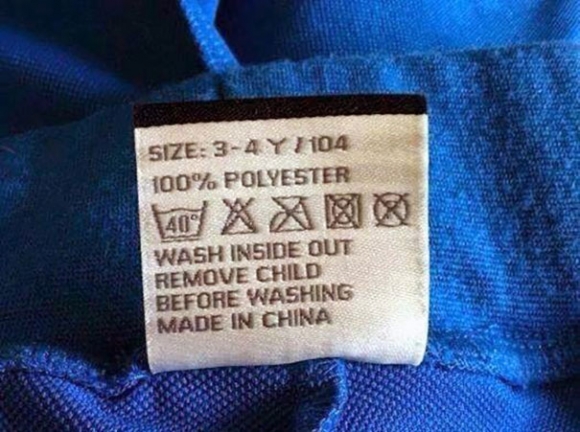 SIZE: 3-4 Y / 104
100% POLYESTER
40°
WASH INSIDE OUT
REMOVE CHILD
BEFORE WASHING
MADE IN CHINA